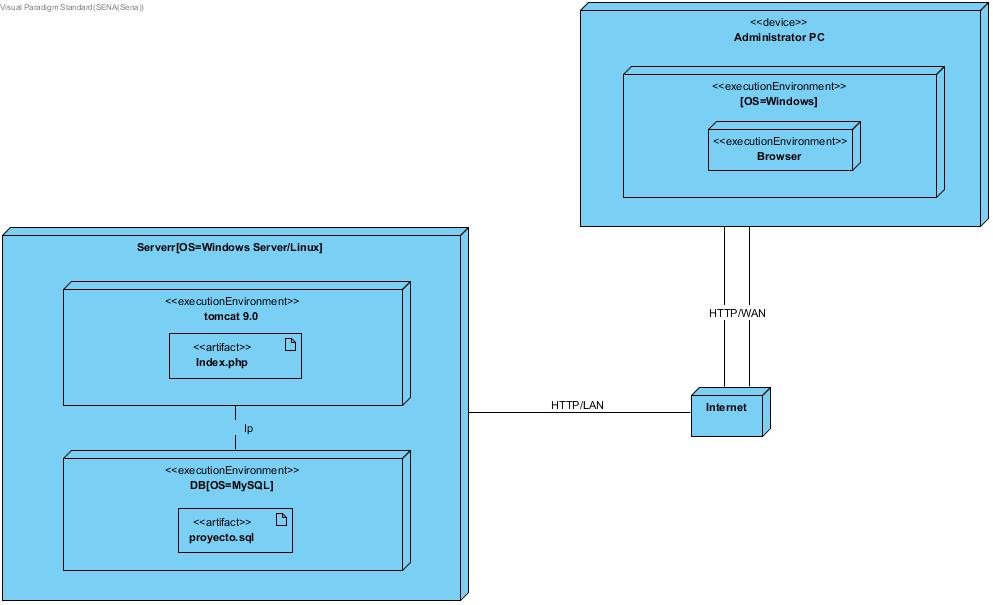 Visual Paradigm Standard(SENA(Sena))
<<device>>
Administrator PC
<<executionEnvironment>>
[OS=Windows]
<<executionEnvironment>>
Browser
Serverr[OS=Windows Server/Linux]
<<executionEnvironment>>
tomcat 9.0
<<artifact>>
Index.php
Ip
<<executionEnvironment>>
DB[OS=MySQL]
<<artifact>>
proyecto.sql
HTTP/WAN
HTTP/LAN
Internet